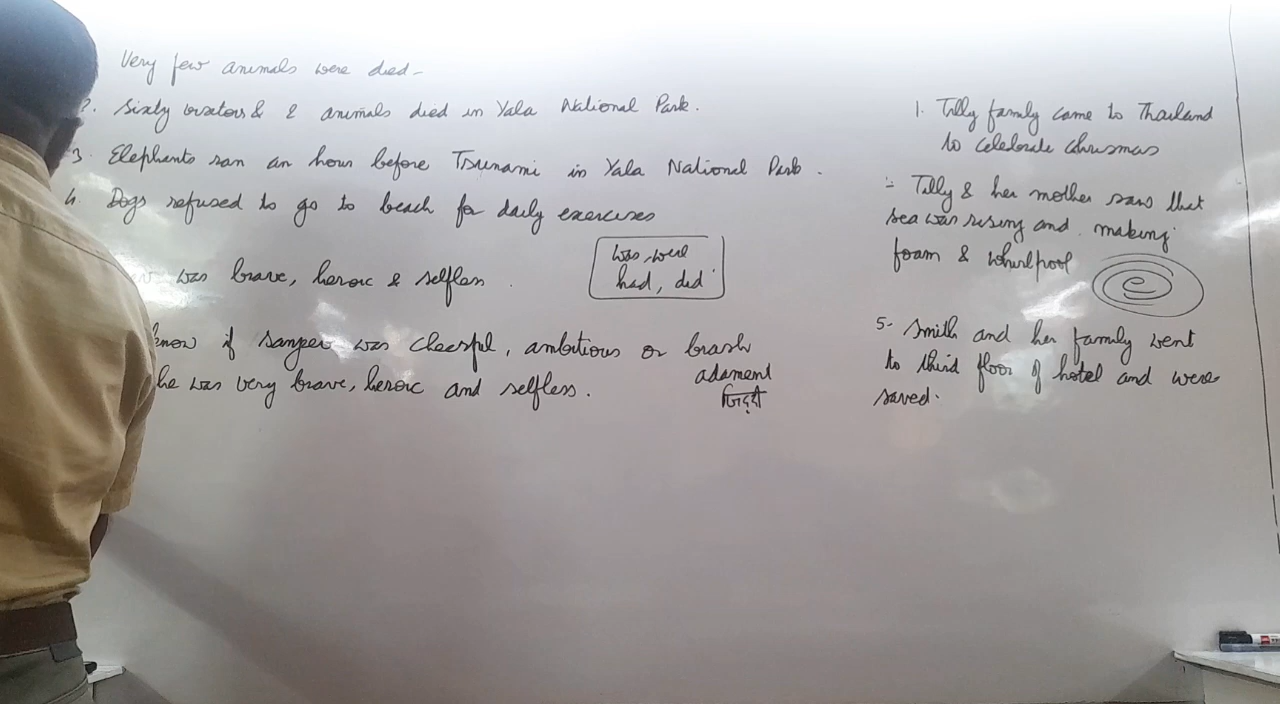 Very few animals were died-
2. Sixty visitors & 2 animals died in Yala National Park.
3. Elephants ran an hour before Tsunami in Yala National Park.
4 Dogs refused to go to beach for daily exercises
was brave, heroic & selfless.
know if Sanjeev was cheerful, ambitious or brash
he was very brave, heroic and selfless.
was, were
had, did
adament
जिद्दी
1. Tilly family came to Thailand
to celebrate chrismas
Tilly & her mother saw that
sea was rising and making
foam & whirlpool
5- Smith and her family went
to third floor of hotel and were
saved.